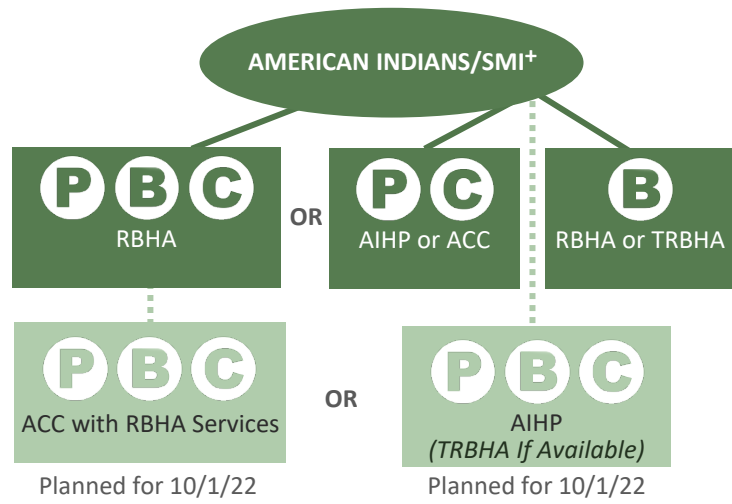 AMERICAN INDIANS/SMI+
P B C
RBHA
OR
P C
AIHP or ACC
B
RBHA or TRBHA
P B C
ACC with RBHA Services
Planned for 10/1/22
OR
P B C
AIHP
(TRBHA If Available)
Planned for 10/1/22